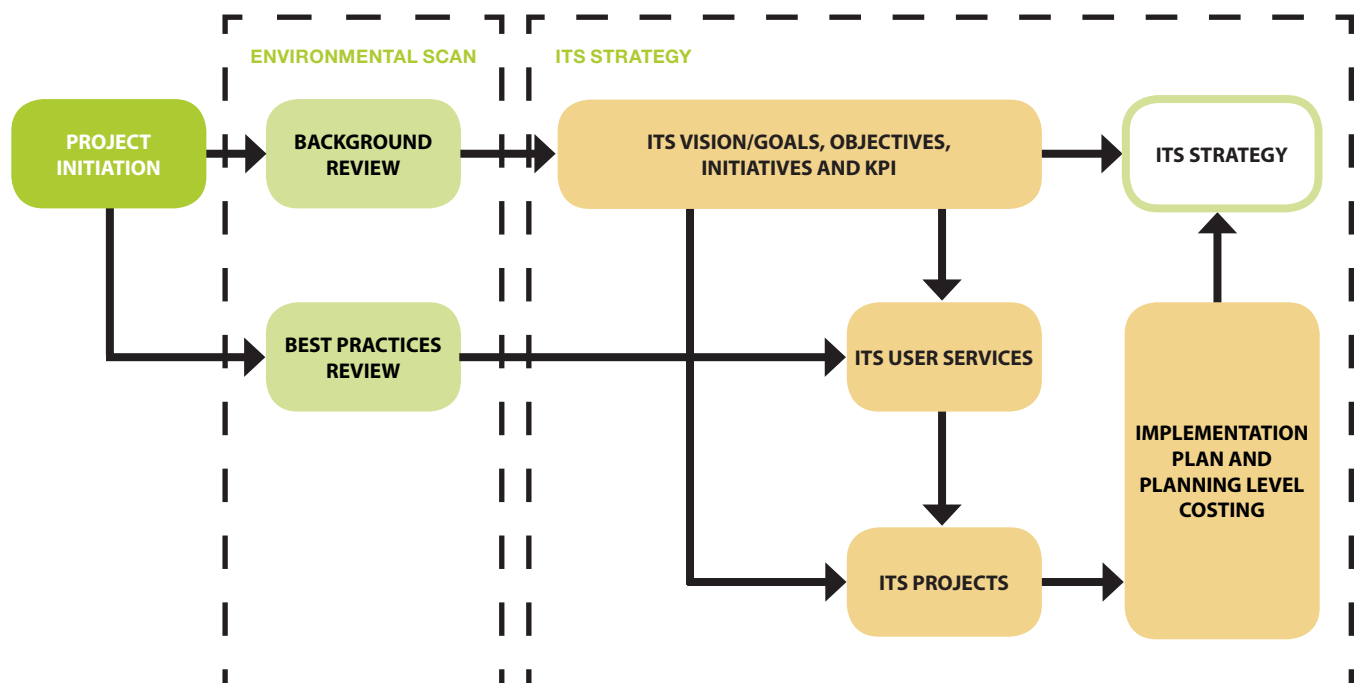 ENVIRONMENTAL SCAN
ITS STRATEGY
PROJECT
INITIATION
BACKGROUND
REVIEW
ITS VISION/GOALS, OBJECTIVES,
INITIATIVES AND KPI
ITS STRATEGY
BEST PRACTICES
REVIEW
ITS USER SERVICES
IMPLEMENTATION
PLAN AND
PLANNING LEVEL
COSTING
ITS PROJECTS